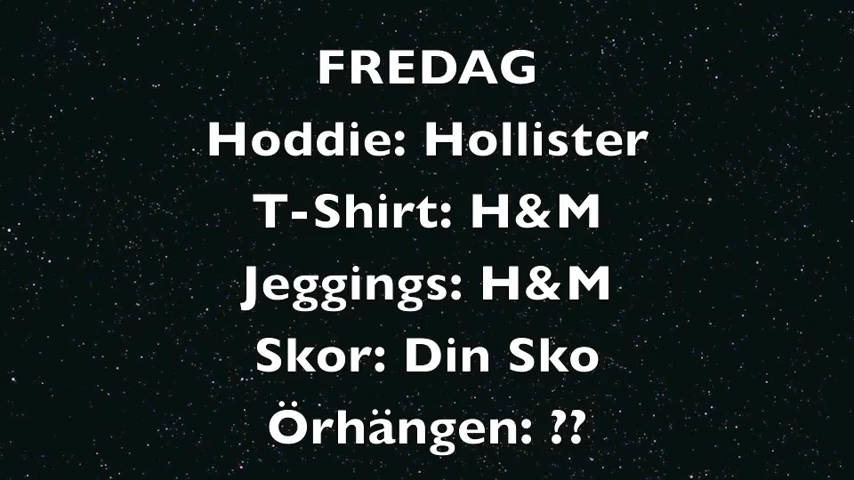 FREDAG
Hoddie: Hollister
T-Shirt: H&M
Jeggings: H&M
Skor: Din Sko
Örhängen: ??